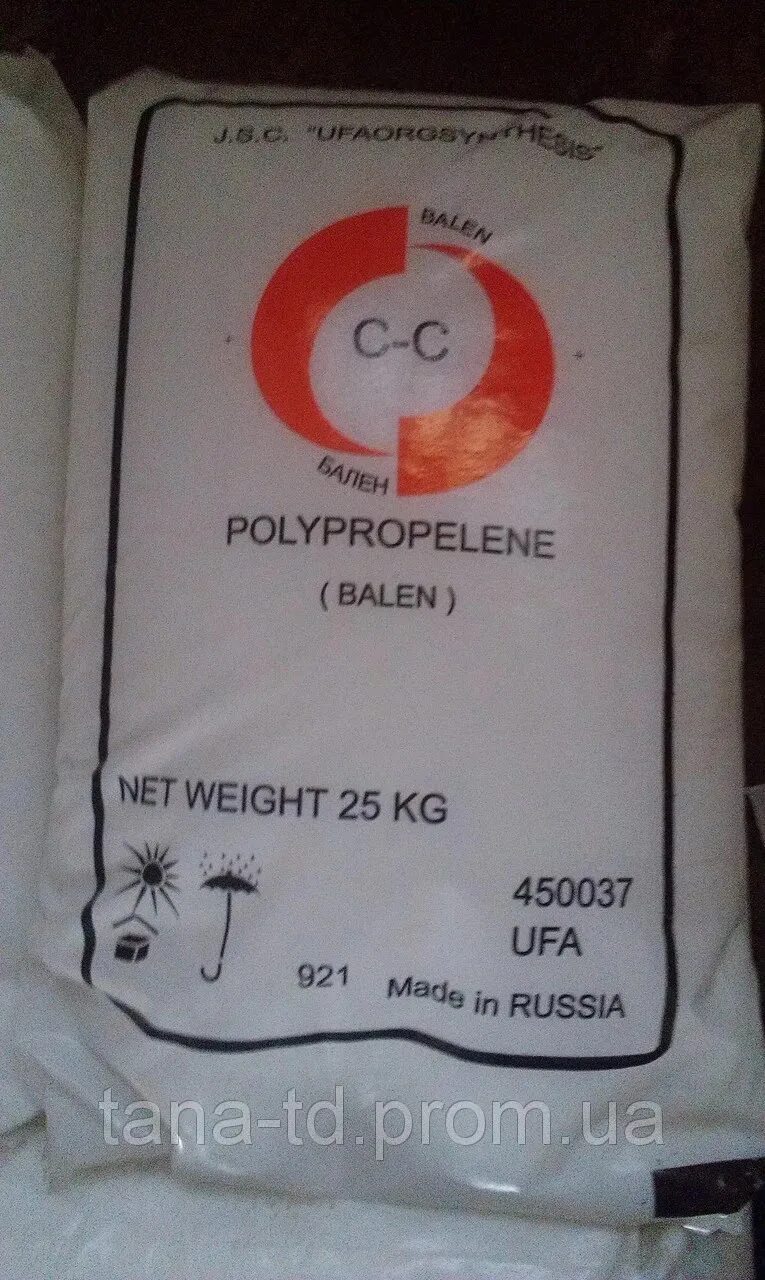 J.S.C. "UFAORGSYNTHESIS"
BALEN
C-C
БАЛЕН
POLYPROPELENE
( BALEN )
NET WEIGHT 25 KG
450037
UFA
921 Made in RUSSIA
tana-td.prom.ua